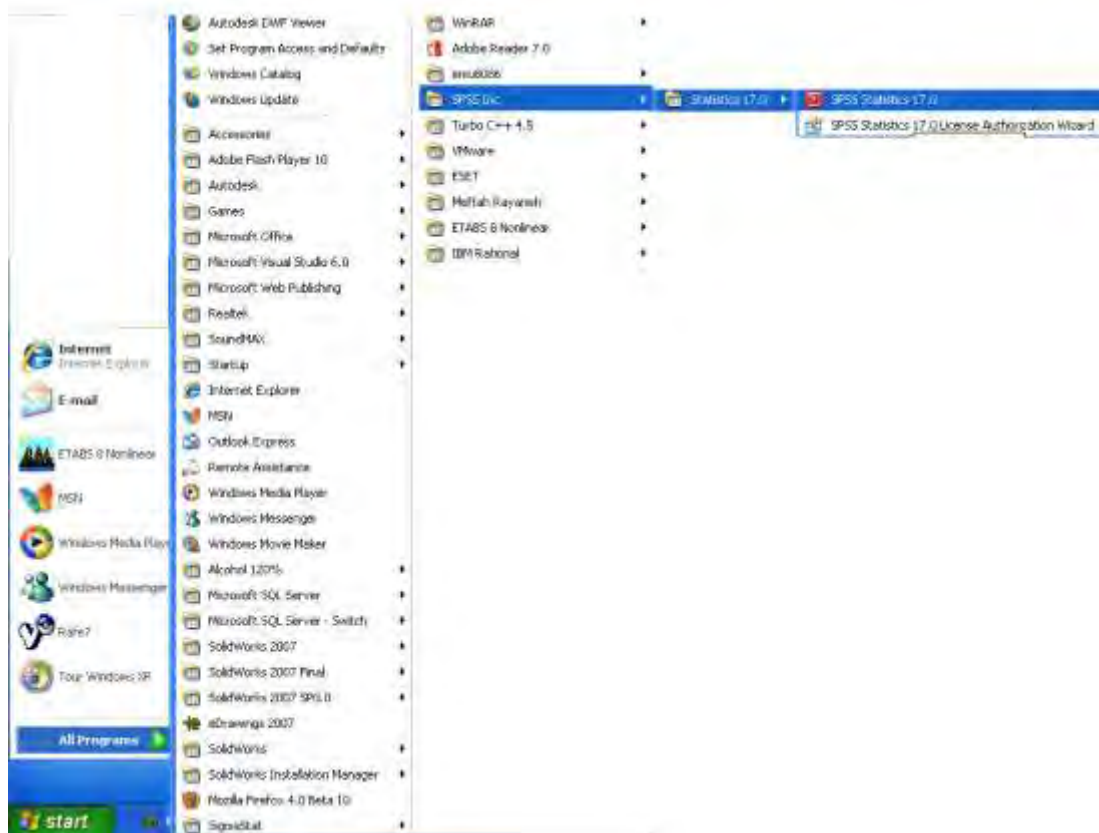 Internet
Internet Explorer
E-mail
ETABS 8 Nonlinear
MSN
Windows Media Playe
Windows Messenger
Tour Windows XP
All Programs
start
Autodesk DWF Viewer
Set Program Access and Defaults
Windows Catalog
Windows Update
Accessories
Adobe Flash Player 10
Autodesk
Games
Microsoft Office
Microsoft Visual Studio 6.0
Microsoft Web Publishing
Realtek
SoundMAX
Startup
Internet Explorer
MSN
Outlook Express
Remote Assistance
Windows Media Player
Windows Messenger
Windows Movie Maker
Alcohol 120%
Microsoft SQL Server
Microsoft SQL Server - Switch
SolidWorks 2007
SolidWorks 2007 Final
SolidWorks 2007 SP0.0
eDrawings 2007
SolidWorks
SolidWorks Installation Manager
Mozilla Firefox 4.0 Beta 10
SigmaStat
WinRAR
Adobe Reader 7.0
emu8086
SPSS Inc
Turbo C++ 4.5
VMware
ESET
Meftah Rayaneh
ETABS 8 Nonlinear
IBM Rational
Statistics 17.0
SPSS Statistics 17.0
SPSS Statistics 17.0 License Authorization Wizard